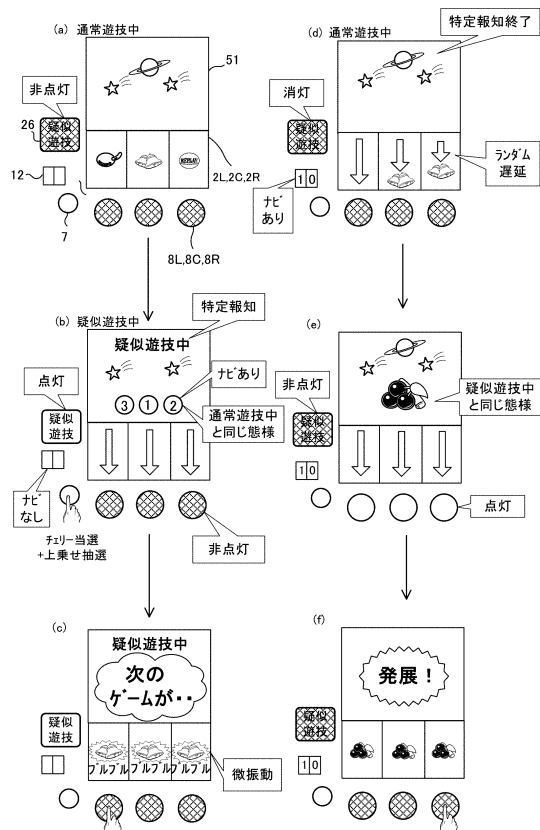 (a) 通常遊技中
51
非点灯
26
疑似
遊技
REPLAY
12
2L,2C,2R
7
8L,8C,8R
(b) 疑似遊技中
特定報知
疑似遊技中
ナビあり
点灯
3 1 2
疑似
遊技
通常遊技中
と同じ態様
ナビ
なし
チェリー当選
+上乗せ抽選
非点灯
(c)
疑似遊技中
次の
ゲームが・・
疑似
遊技
ブルブル ブルブル ブルブル
微振動
(d) 通常遊技中
特定報知終了
消灯
疑似
遊技
ランダム
遅延
10
ナビ
あり
(e)
非点灯
疑似遊技中
と同じ態様
疑似
遊技
10
点灯
(f)
発展!
疑似
遊技
10